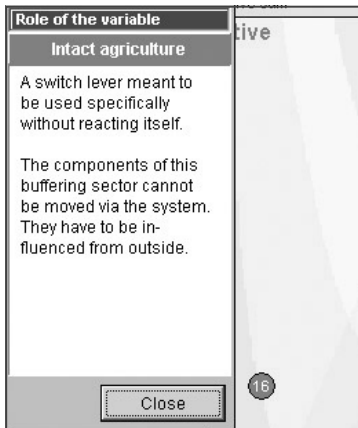 Role of the variable
tive
Intact agriculture
A switch lever meant to
be used specifically
without reacting itself.
The components of this
buffering sector cannot
be moved via the system.
They have to be in-
fluenced from outside.
16
Close